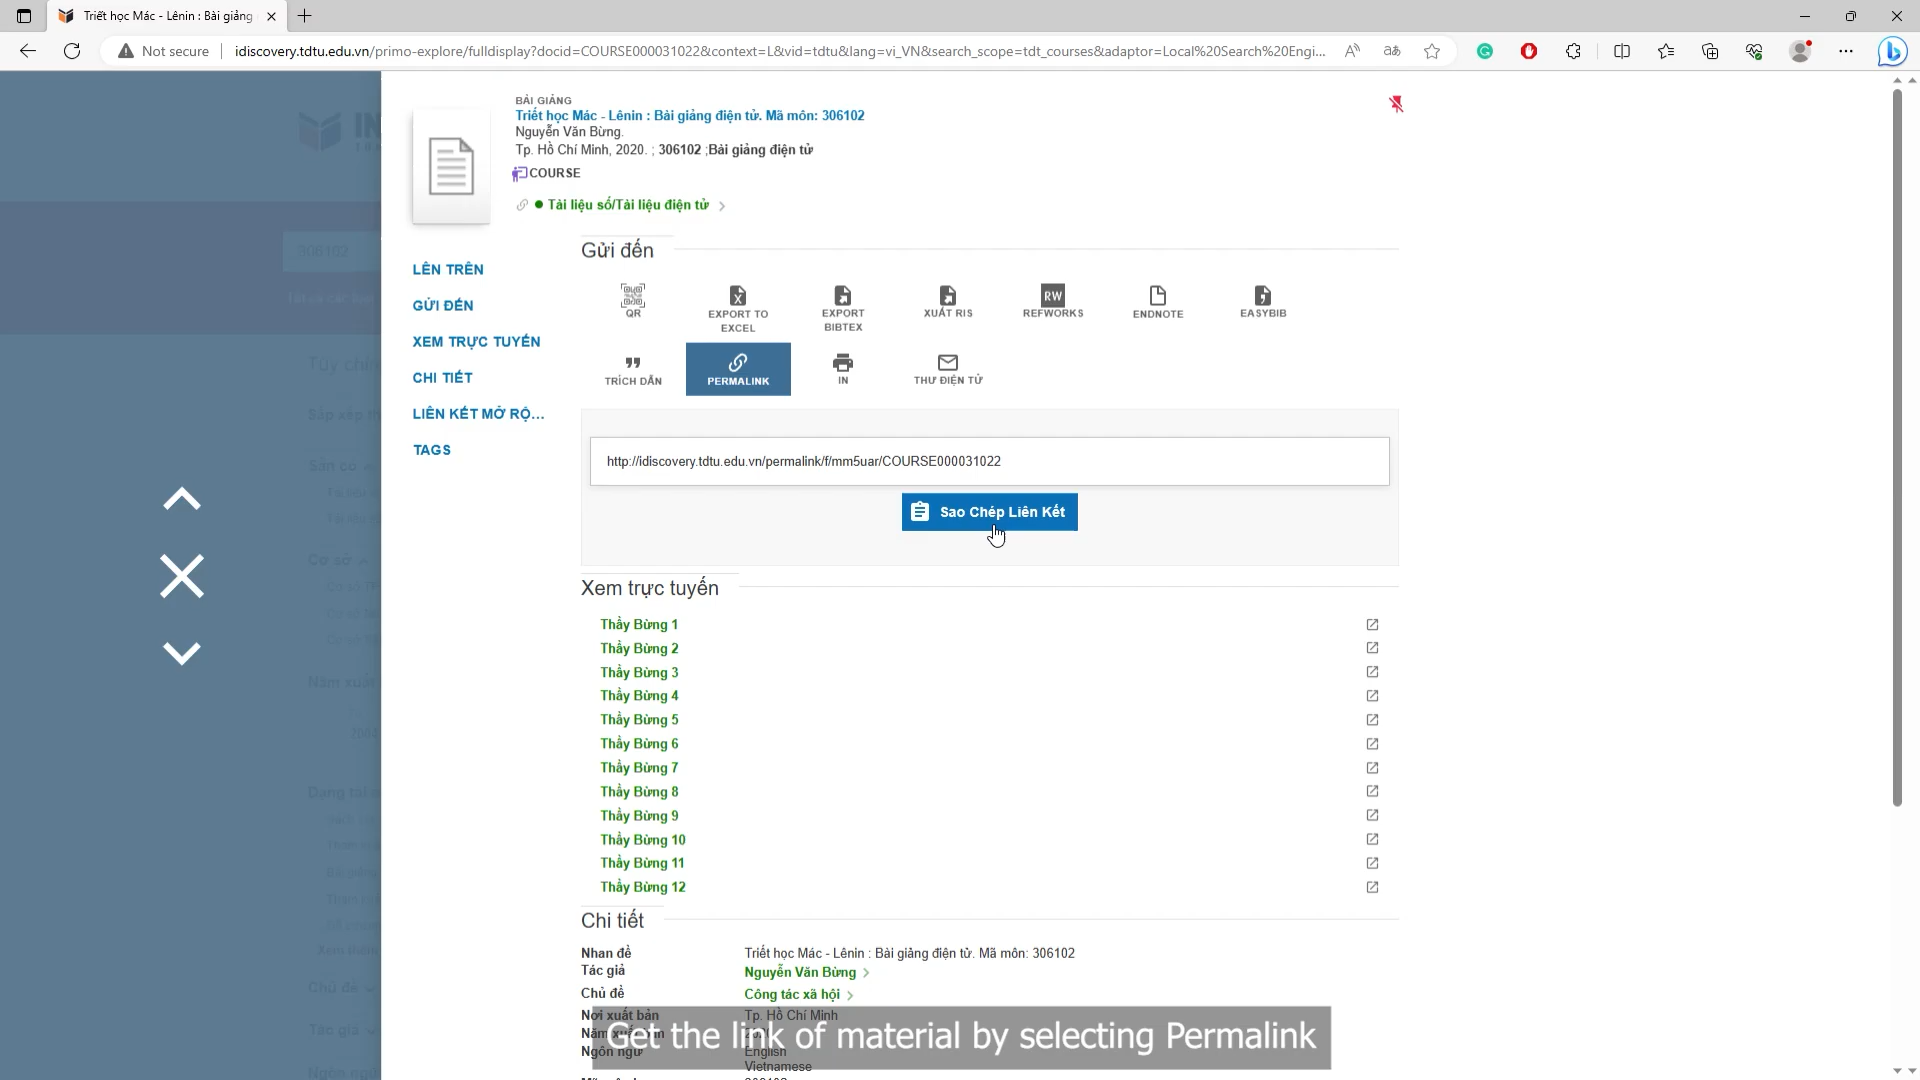 Triết học Mác - Lênin : Bài giảng
Not secure
idiscovery.tdtu.edu.vn/primo-explore/fulldisplay?docid=COURSE000031022&context=L&vid=tdtu&lang=vi_VN&search_scope=tdt_courses&adaptor=Local%20Search%20Engi...
BÀI GIẢNG
Triết học Mác - Lênin : Bài giảng điện tử. Mã môn: 306102
Nguyễn Văn Bừng.
Tp. Hồ Chí Minh, 2020. ; 306102 ;Bài giảng điện tử
COURSE
Tài liệu số/Tài liệu điện tử
306102
LÊN TRÊN
GỬI ĐẾN
XEM TRỰC TUYẾN
CHI TIẾT
LIÊN KẾT MỞ RỘ...
TAGS
Gửi đến
QR
EXPORT TO EXCEL
EXPORT BIBTEX
XUẤT RIS
RW
REFWORKS
ENDNOTE
EASYBIB
TRÍCH DẪN
PERMALINK
IN
THƯ ĐIỆN TỬ
http://idiscovery.tdtu.edu.vn/permalink/f/mm5uar/COURSE000031022
Sao Chép Liên Kết
Xem trực tuyến
Thầy Bừng 1
Thầy Bừng 2
Thầy Bừng 3
Thầy Bừng 4
Thầy Bừng 5
Thầy Bừng 6
Thầy Bừng 7
Thầy Bừng 8
Thầy Bừng 9
Thầy Bừng 10
Thầy Bừng 11
Thầy Bừng 12
Chi tiết
Nhan đề Triết học Mác - Lênin : Bài giảng điện tử. Mã môn: 306102
Tác giả Nguyễn Văn Bừng
Chủ đề Công tác xã hội
Nơi xuất bản Tp. Hồ Chí Minh
Ngôn ngữ English
Vietnamese
Get the link of material by selecting Permalink